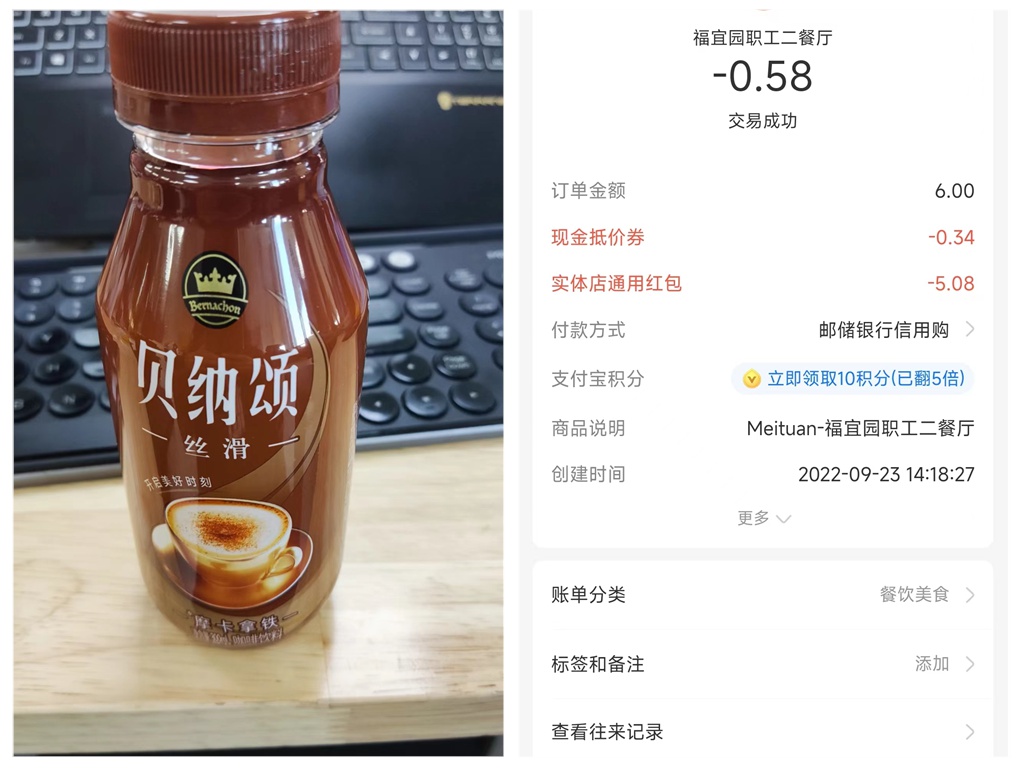 Bernachon
贝纳颂
丝滑
开启美好时刻
摩卡拿铁
咖啡饮料
福宜园职工二餐厅
-0.58
交易成功
订单金额 6.00
现金抵价券 -0.34
实体店通用红包 -5.08
付款方式 邮储银行信用购
支付宝积分 立即领取10积分(已翻5倍)
商品说明 Meituan-福宜园职工二餐厅
创建时间 2022-09-23 14:18:27
更多
账单分类 餐饮美食
标签和备注 添加
查看往来记录